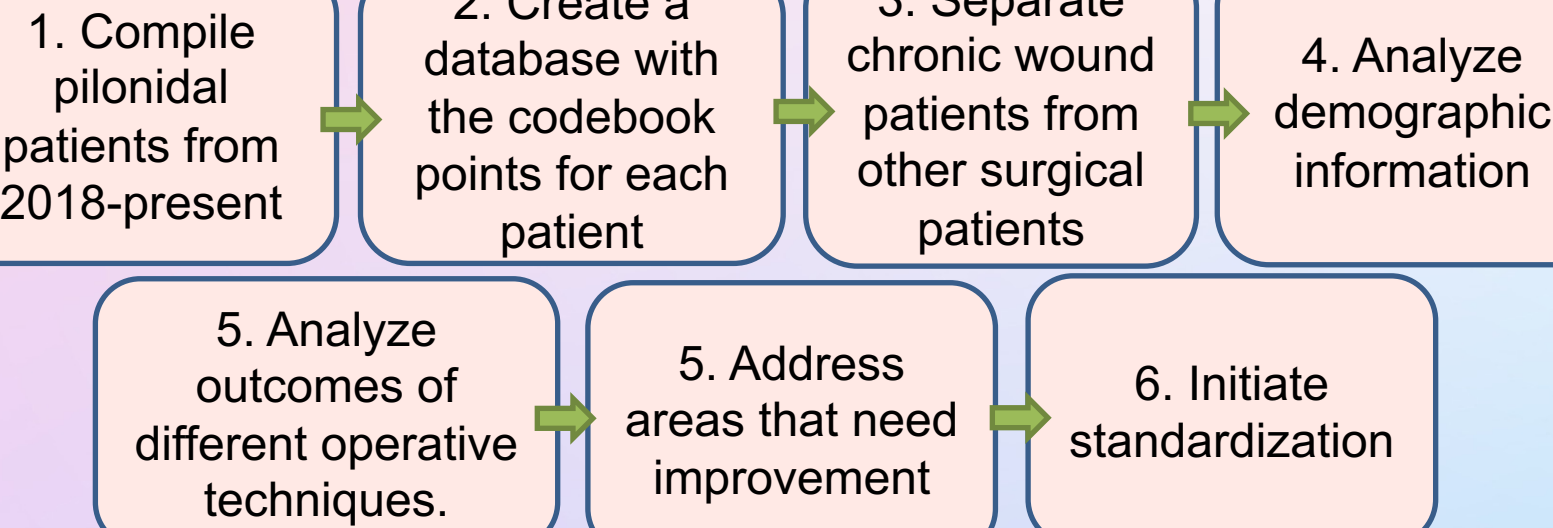 1. Compile
pilonidal
patients from
2018-present
2. Create a
database with
the codebook
points for each
patient
3. Separate
chronic wound
patients from
other surgical
patients
4. Analyze
demographic
information
5. Analyze
outcomes of
different operative
techniques.
5. Address
areas that need
improvement
6. Initiate
standardization